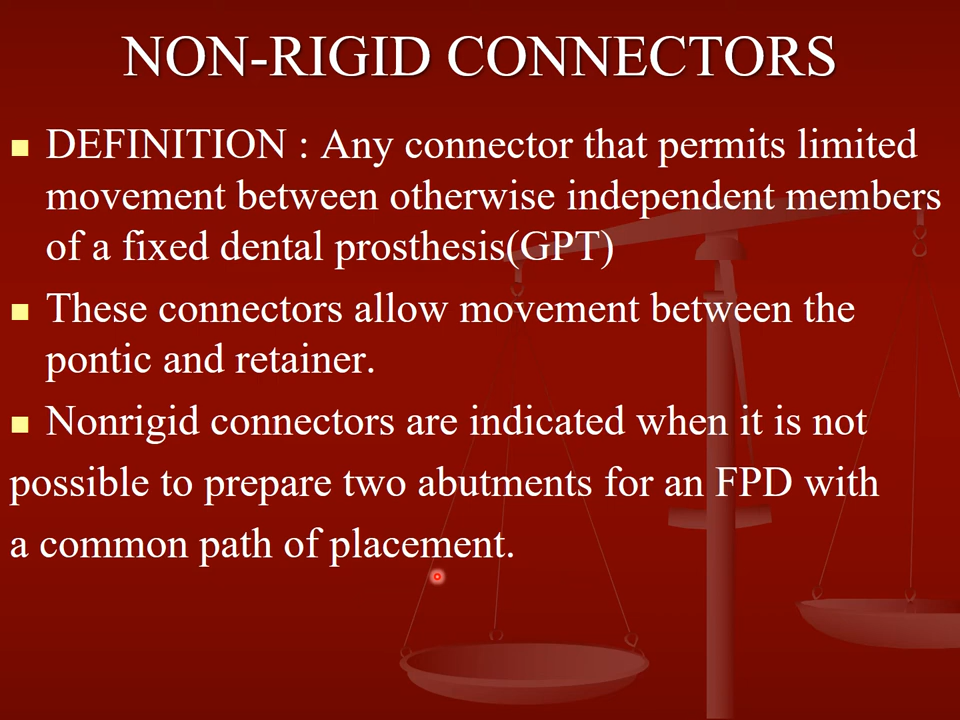 NON-RIGID CONNECTORS
DEFINITION : Any connector that permits limited
movement between otherwise independent members
of a fixed dental prosthesis(GPT)
These connectors allow movement between the
pontic and retainer.
Nonrigid connectors are indicated when it is not
possible to prepare two abutments for an FPD with
a common path of placement.